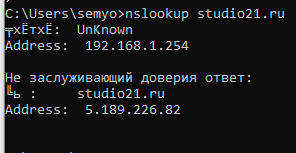 C:\Users\semyo>nslookup studio21.ru
╤хЁтхЁ:  UnKnown
Address:  192.168.1.254
Не заслуживающий доверия ответ:
╚ь :     studio21.ru
Address:  5.189.226.82